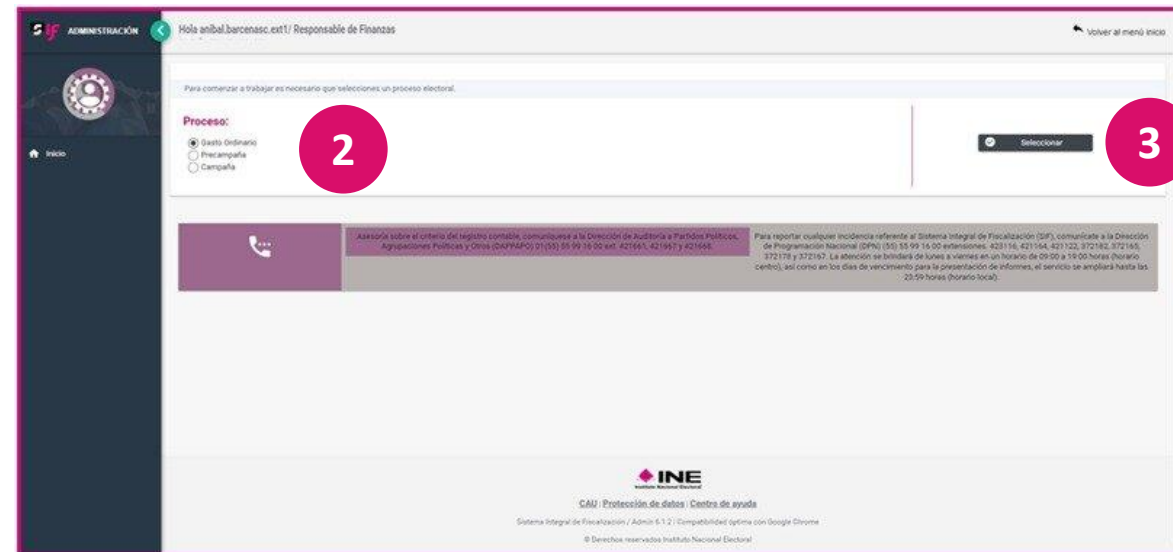 SIF ADMINISTRACIÓN
Hola anibal.barcenasc.ext1/ Responsable de Finanzas
Volver al menú inicio
Para comenzar a trabajar es necesario que selecciones un proceso electoral.
Proceso:
Gasto Ordinario
Precampaña
Campaña
2
Seleccionar
3
Inicio
Asesoría sobre el criterio del registro contable, comuníquese a la Dirección de Auditoría a Partidos Políticos,
Agrupaciones Políticas y Otros (DAPPAPO) 01(55) 55 99 16 00 ext. 421661, 421667 y 421668.
Para reportar cualquier incidencia referente al Sistema Integral de Fiscalización (SIF), comunícate a la Dirección
de Programación Nacional (DPN) (55) 55 99 16 00 extensiones. 423116, 421164, 421122, 372182, 372165,
372178 y 372167. La atención se brindará de lunes a viernes en un horario de 09:00 a 19:00 horas (horario
centro), así como en los días de vencimiento para la presentación de informes, el servicio se ampliará hasta las
23:59 horas (horario local).
INE
Instituto Nacional Electoral
CAU | Protección de datos | Centro de ayuda
Sistema Integral de Fiscalización / Admin 6.1.2 | Compatibilidad óptima con Google Chrome
© Derechos reservados Instituto Nacional Electoral